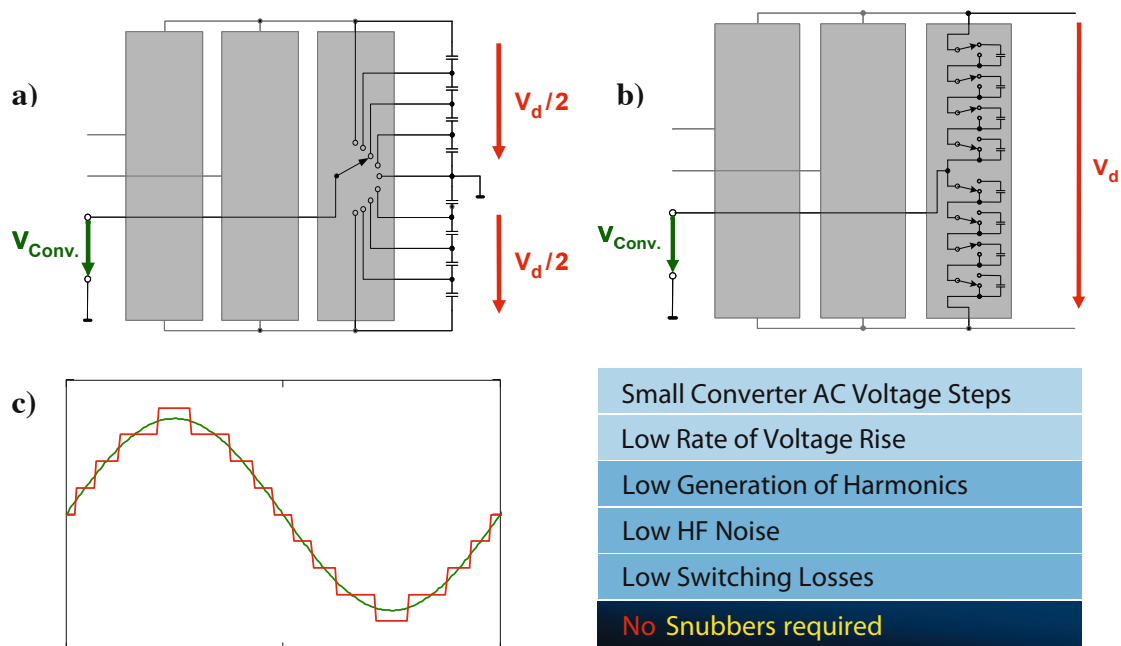 a)
V_d/2
V_Conv.
V_d/2
b)
V_d
V_Conv.
c)
Small Converter AC Voltage Steps
Low Rate of Voltage Rise
Low Generation of Harmonics
Low HF Noise
Low Switching Losses
No Snubbers required